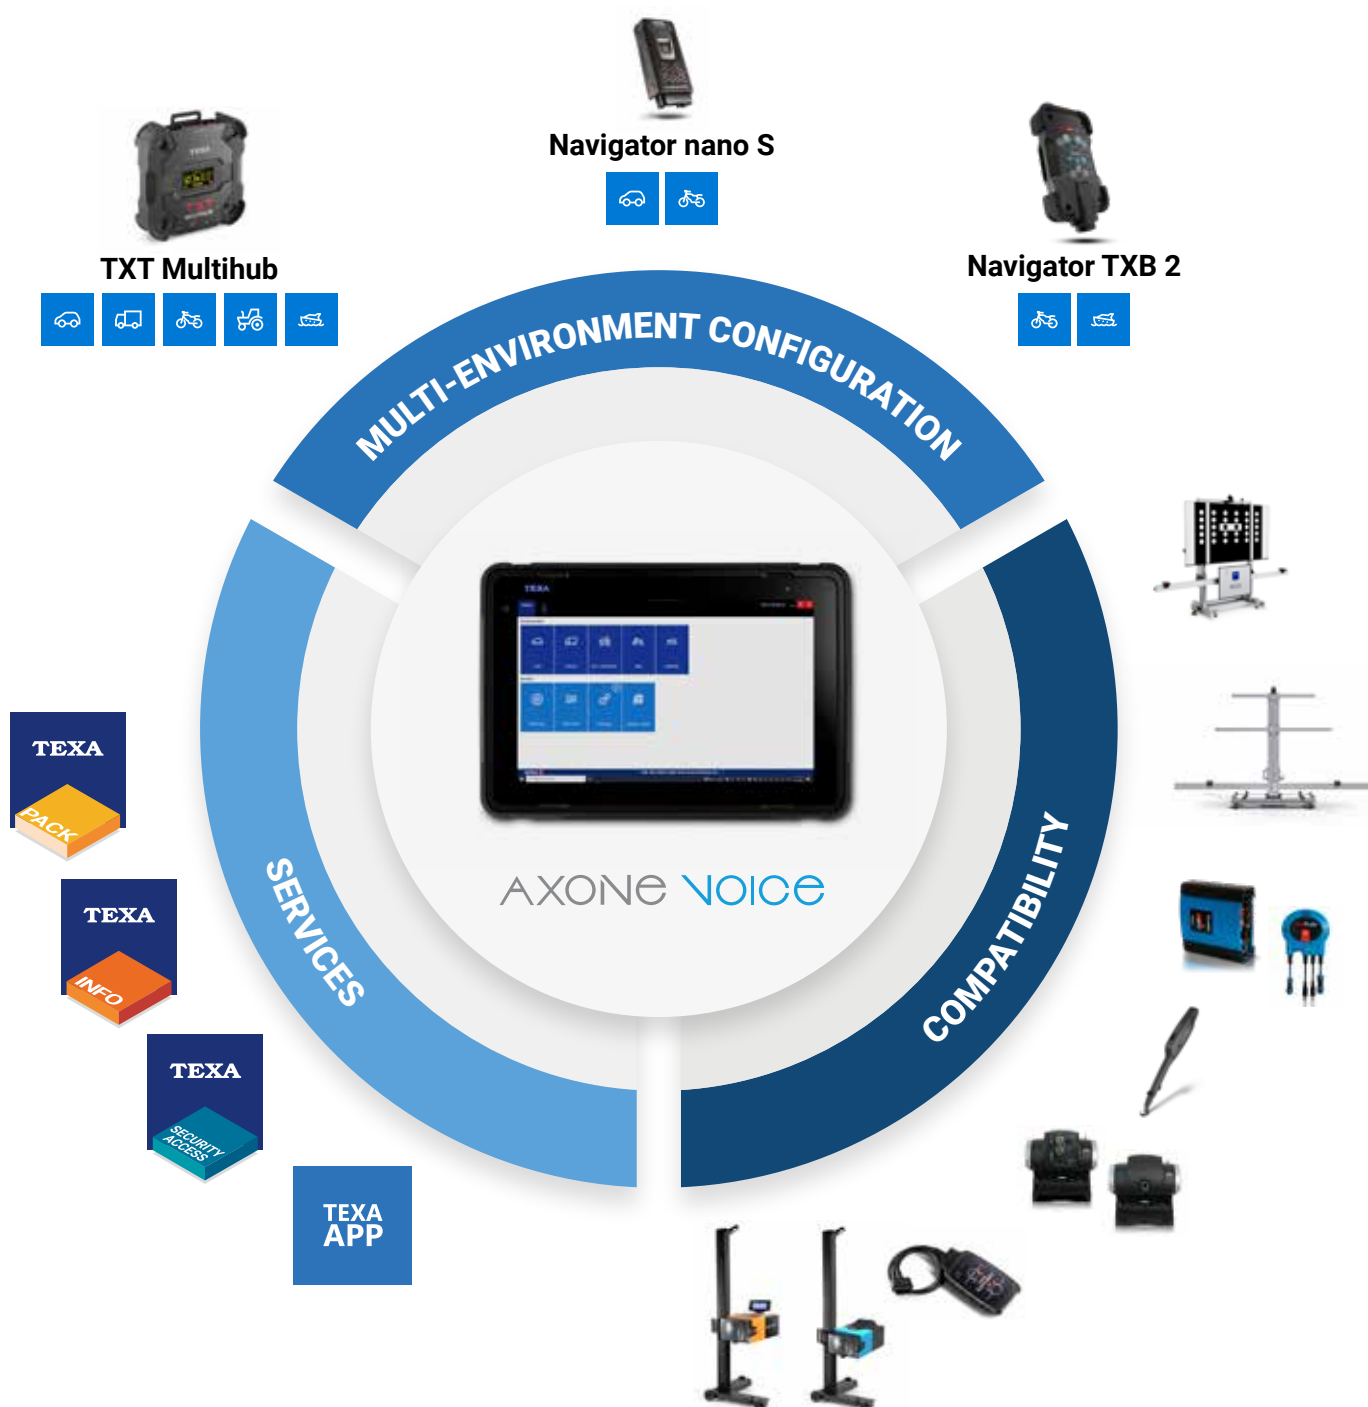 Navigator nano S
TXT Multihub
Navigator TXB 2
MULTI-ENVIRONMENT CONFIGURATION
TEXA
AXONE VOICE
SERVICES
COMPATIBILITY
TEXA
PACK
TEXA
INFO
TEXA
SECURITY
ACCESS
TEXA
APP